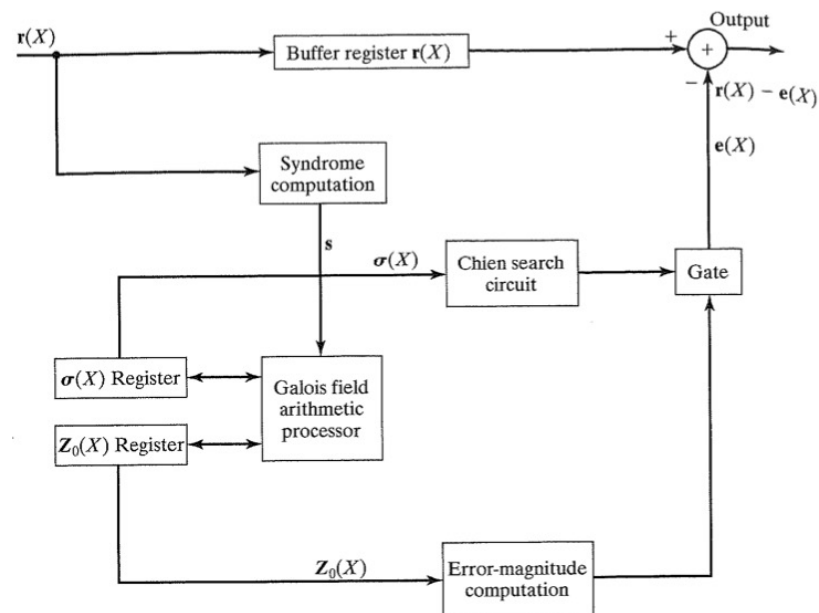 Output
r(X)
+
Buffer register r(X)
+
−
r(X) − e(X)
e(X)
Syndrome
computation
s
σ(X)
Chien search
circuit
Gate
σ(X) Register
Galois field
arithmetic
processor
Z₀(X) Register
Z₀(X)
Error-magnitude
computation